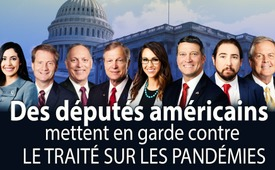 Des députés américains
mettent en garde contre
LE TRAITÉ SUR LES PANDÉMIES